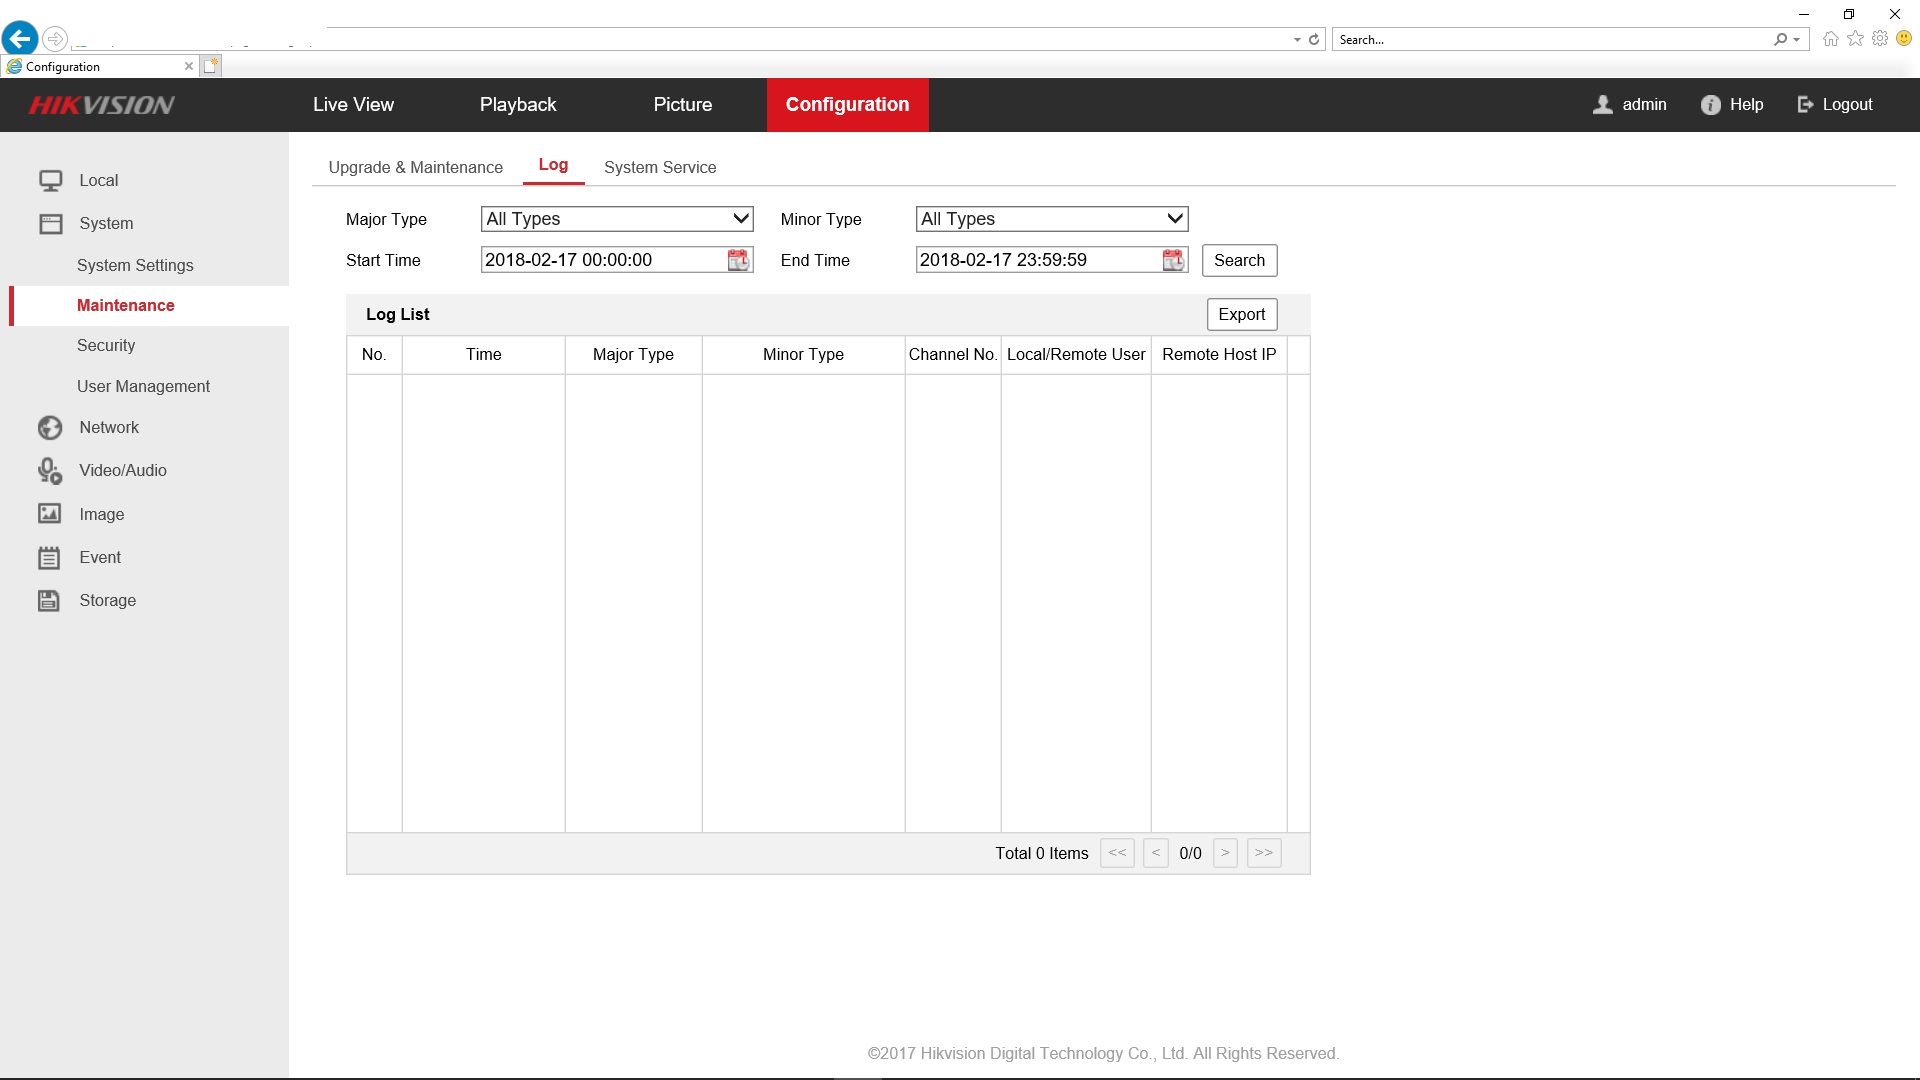 Search...
Configuration
HIKVISION
Live View
Playback
Picture
Configuration
admin
Help
Logout
Local
System
System Settings
Maintenance
Security
User Management
Network
Video/Audio
Image
Event
Storage
Upgrade & Maintenance
Log
System Service
Major Type
All Types
Minor Type
All Types
Start Time
2018-02-17 00:00:00
End Time
2018-02-17 23:59:59
Search
Log List
Export
No.
Time
Major Type
Minor Type
Channel No.
Local/Remote User
Remote Host IP
Total 0 Items
<<
<
0/0
>
>>
©2017 Hikvision Digital Technology Co., Ltd. All Rights Reserved.